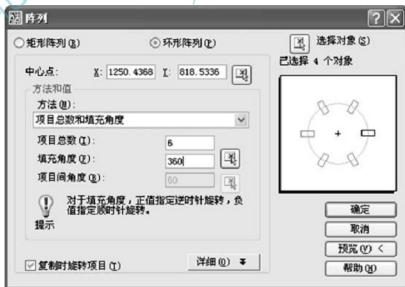 阵列
矩形阵列(R)
环形阵列(P)
选择对象(S)
已选择 4 个对象
中心点: X: 1250.4368 Y: 818.5336
方法和值
方法(M):
项目总数和填充角度
项目总数(I): 6
填充角度(F): 360
项目间角度(B): 60
对于填充角度，正值指定逆时针旋转，负
值指定顺时针旋转。
提示
确定
取消
预览(V) <
帮助(H)
复制时旋转项目(T)
详细(O)